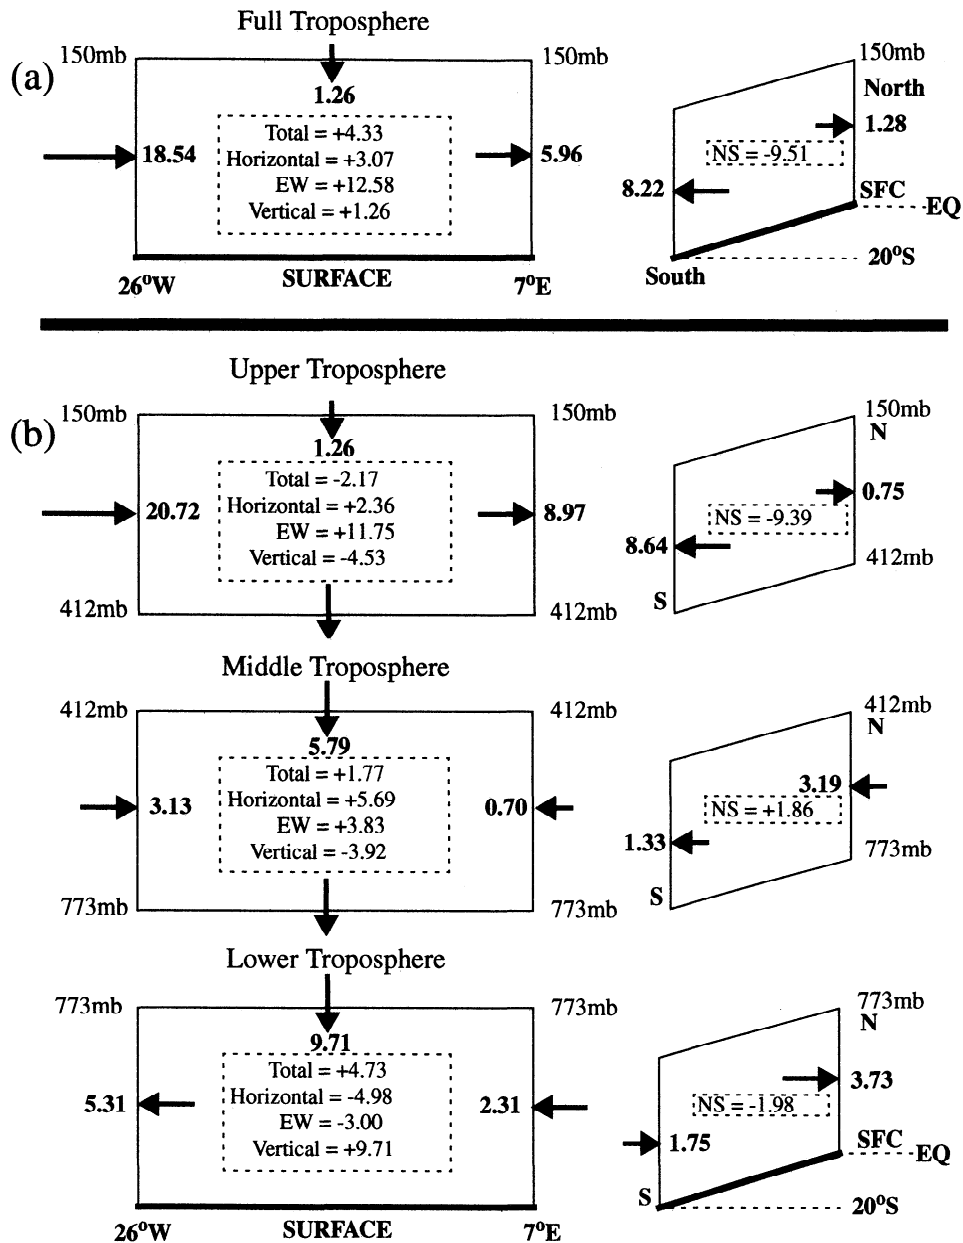 Full Troposphere
(a)
150mb
150mb
150mb
1.26
North
Total = +4.33
Horizontal = +3.07
EW = +12.58
Vertical = +1.26
18.54
5.96
1.28
NS = -9.51
8.22
SFC
EQ
20°S
SURFACE
26°W
7°E
South
Upper Troposphere
(b)
150mb
150mb
150mb
N
1.26
Total = -2.17
Horizontal = +2.36
EW = +11.75
Vertical = -4.53
20.72
8.97
0.75
NS = -9.39
8.64
412mb
S
412mb
412mb
Middle Troposphere
412mb
412mb
412mb
N
5.79
Total = +1.77
Horizontal = +5.69
EW = +3.83
Vertical = -3.92
3.13
0.70
3.19
NS = +1.86
1.33
773mb
S
773mb
773mb
Lower Troposphere
773mb
773mb
N
9.71
Total = +4.73
Horizontal = -4.98
EW = -3.00
Vertical = +9.71
5.31
2.31
3.73
NS = -1.98
1.75
SFC
EQ
S
20°S
SURFACE
26°W
7°E